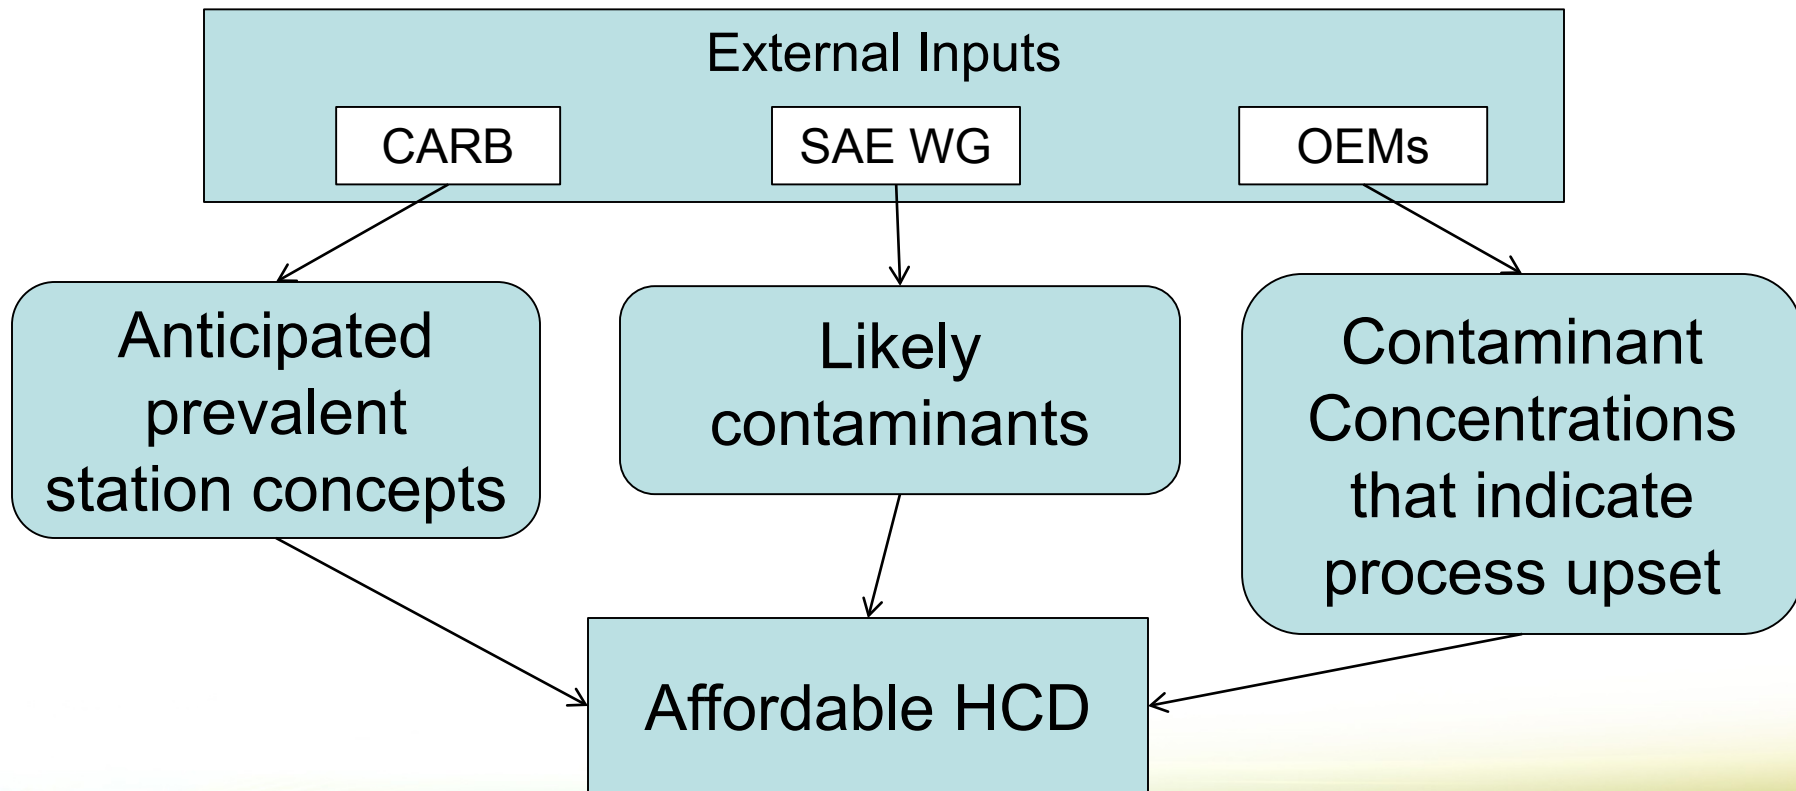 External Inputs
CARB
SAE WG
OEMs
Anticipated
prevalent
station concepts
Likely
contaminants
Contaminant
Concentrations
that indicate
process upset
Affordable HCD